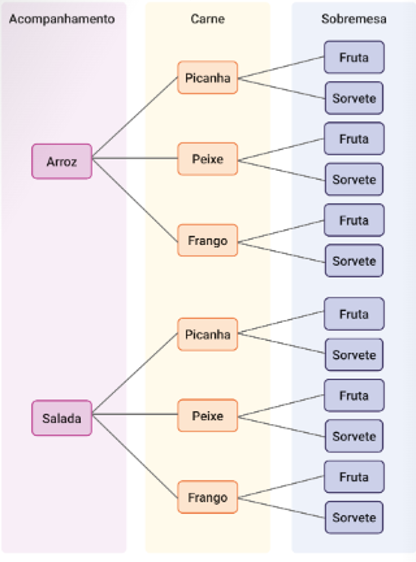 Acompanhamento Carne Sobremesa
Fruta
Picanha
Sorvete
Fruta
Arroz Peixe
Sorvete
Fruta
Frango
Sorvete
Fruta
Picanha
Sorvete
Fruta
Salada Peixe
Sorvete
Fruta
Frango
Sorvete